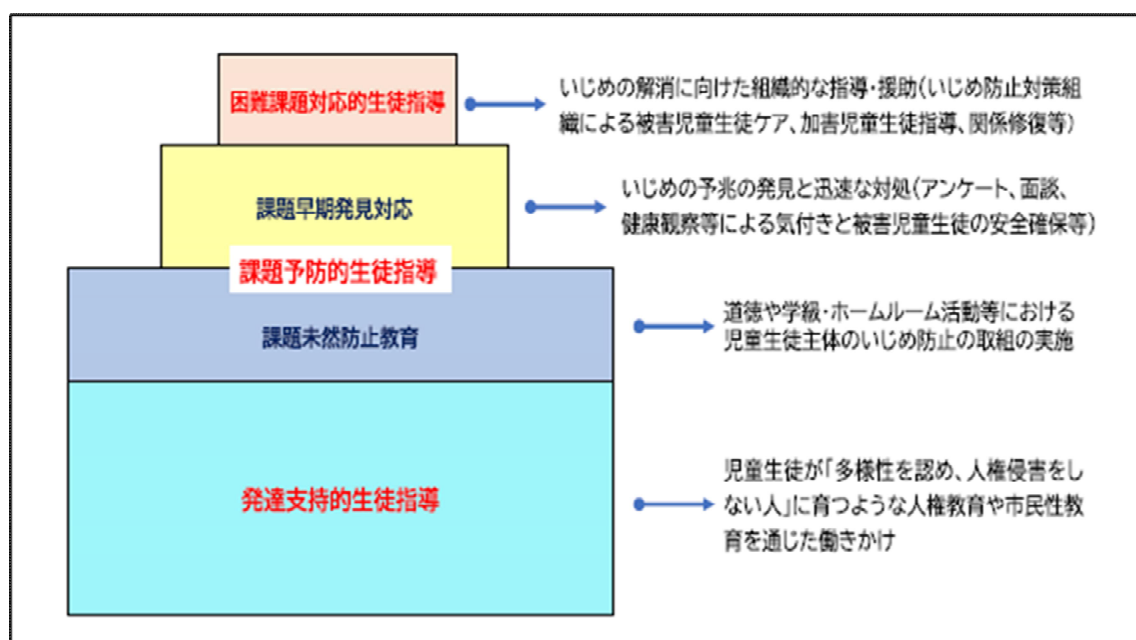 困難課題対応的生徒指導
いじめの解消に向けた組織的な指導・援助(いじめ防止対策組
織による被害児童生徒ケア、加害児童生徒指導、関係修復等)
課題早期発見対応
いじめの予兆の発見と迅速な対処(アンケート、面談、
健康観察等による気付きと被害児童生徒の安全確保等)
課題予防的生徒指導
課題未然防止教育
道徳や学級・ホームルーム活動等における
児童生徒主体のいじめ防止の取組の実施
発達支持的生徒指導
児童生徒が「多様性を認め、人権侵害をし
ない人」に育つような人権教育や市民性教
育を通じた働きかけ